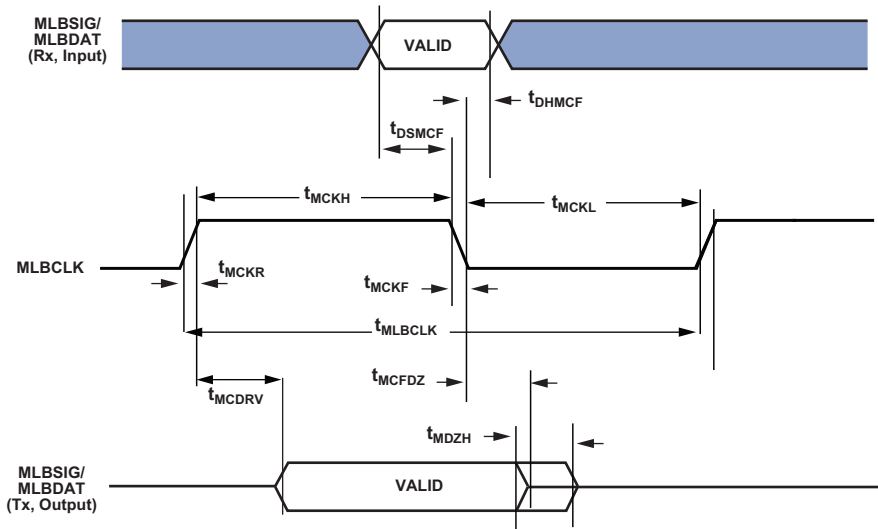 MLBSIG/
MLBDAT
(Rx, Input)
VALID
tDHMCF
tDSMCF
tMCKH
tMCKL
MLBCLK
tMCKR
tMCKF
tMLBCLK
tMCFDZ
tMCDRV
tMDZH
MLBSIG/
MLBDAT
(Tx, Output)
VALID